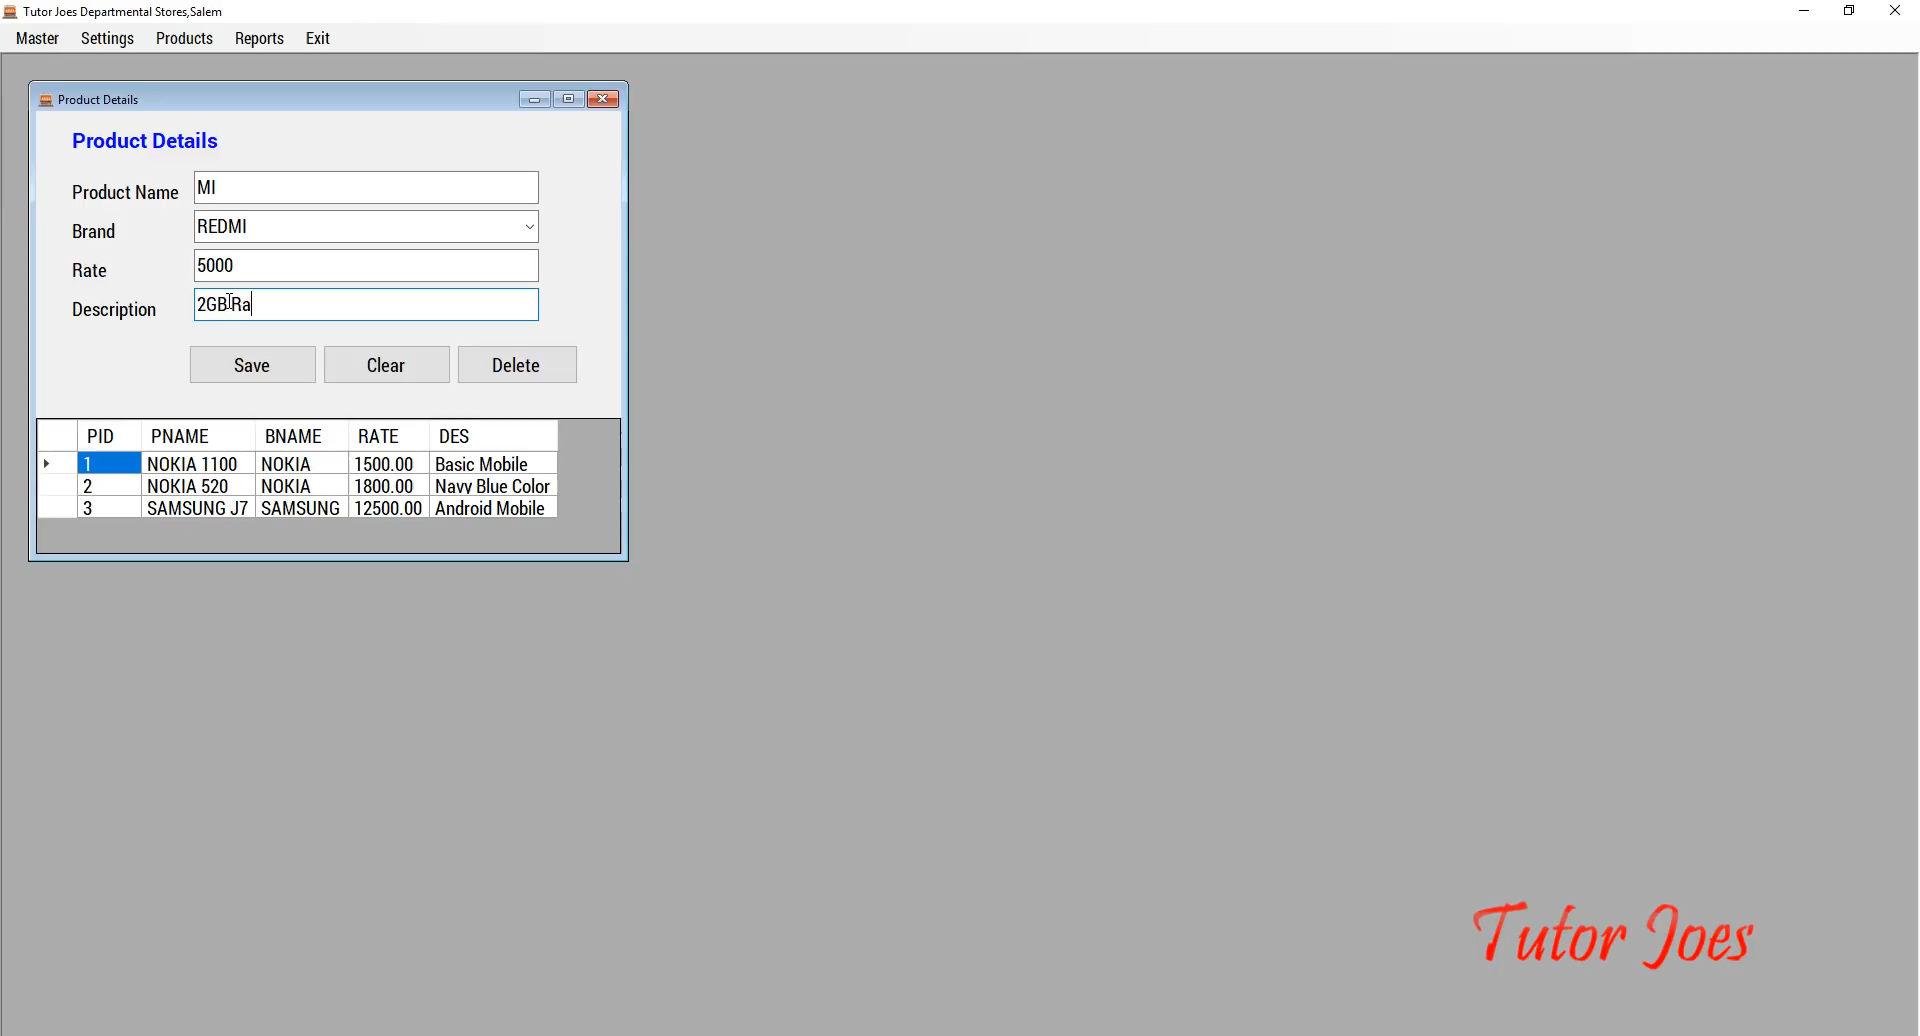 Tutor Joes Departmental Stores,Salem
Master Settings Products Reports Exit
Product Details
Product Details
Product Name MI
Brand REDMI
Rate 5000
Description 2GB Ra
Save Clear Delete
PID PNAME BNAME RATE DES
1 NOKIA 1100 NOKIA 1500.00 Basic Mobile
2 NOKIA 520 NOKIA 1800.00 Navy Blue Color
3 SAMSUNG J7 SAMSUNG 12500.00 Android Mobile
Tutor Joes